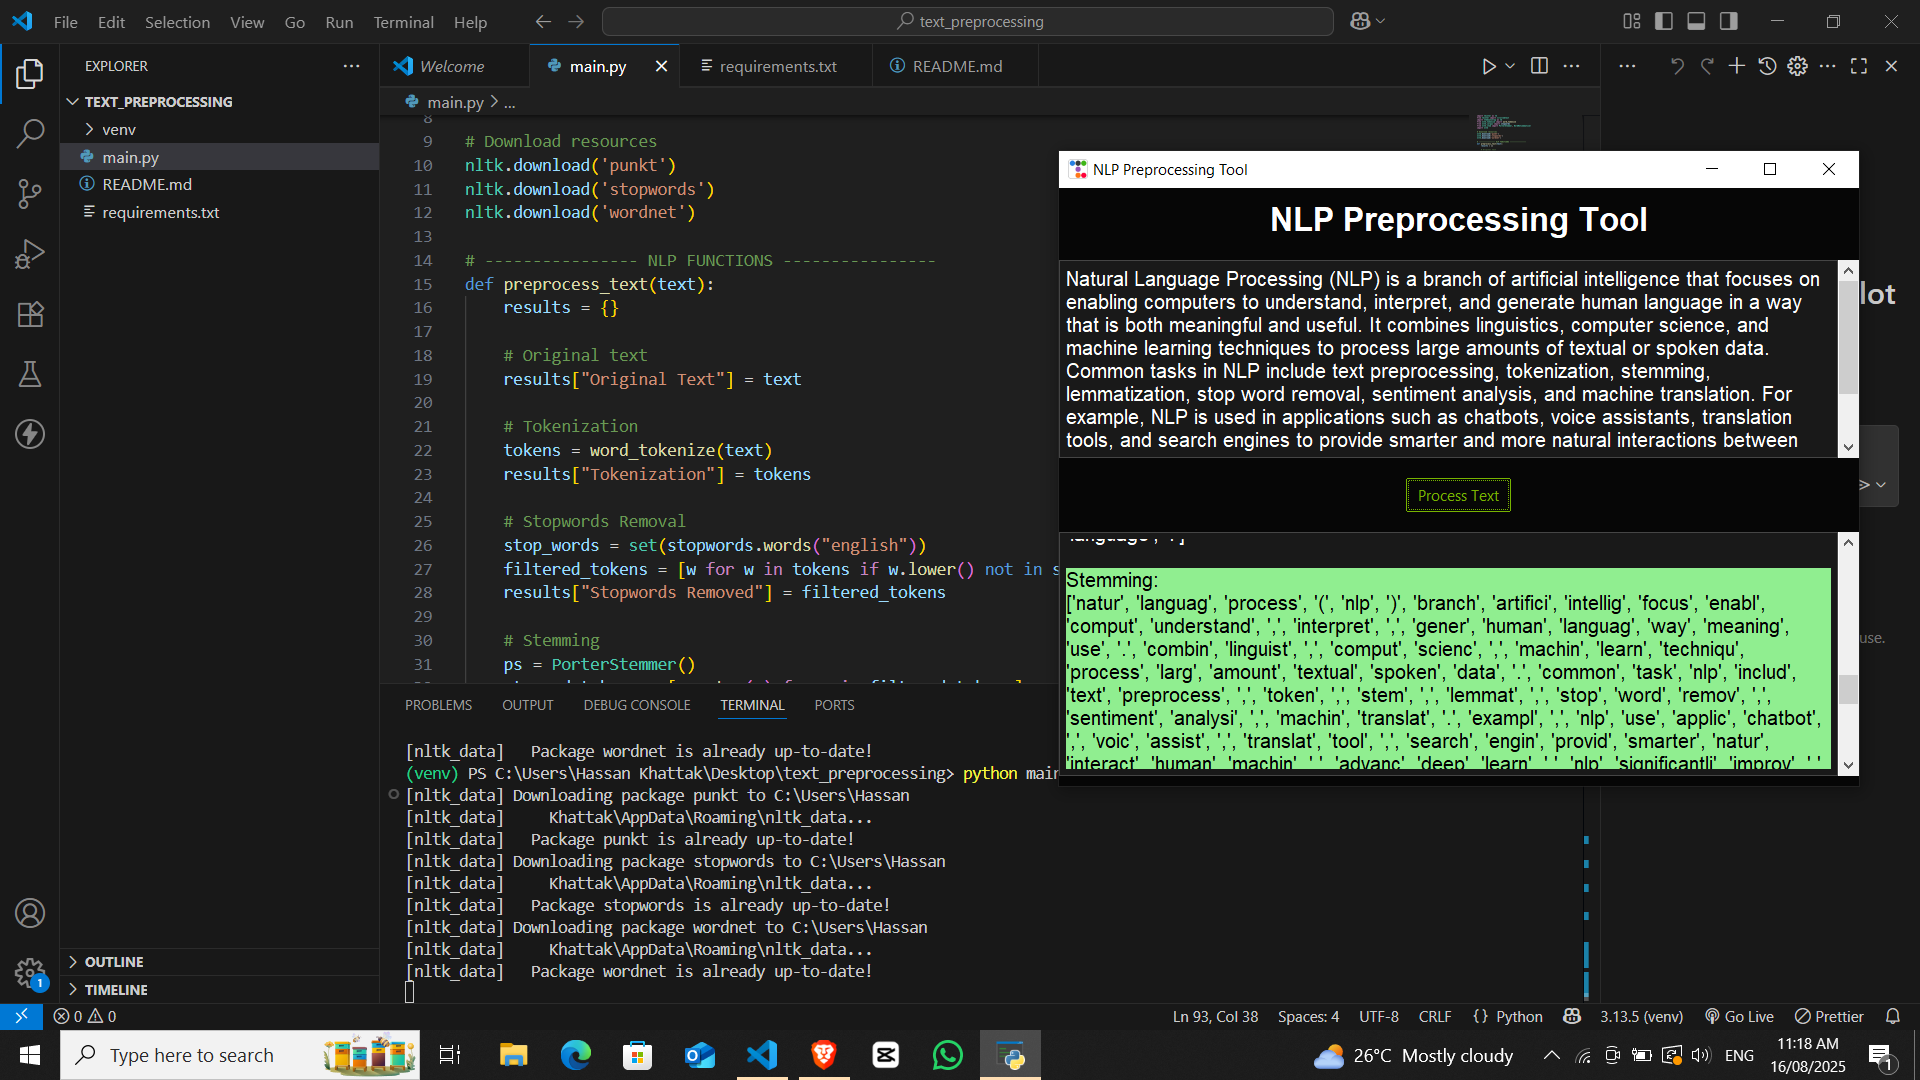 File Edit Selection View Go Run Terminal Help
text_preprocessing
EXPLORER
TEXT_PREPROCESSING
venv
main.py
README.md
requirements.txt
OUTLINE
TIMELINE
Welcome
main.py
requirements.txt
README.md
main.py > ...
8
9 # Download resources
10 nltk.download('punkt')
11 nltk.download('stopwords')
12 nltk.download('wordnet')
13
14 # ---------------- NLP FUNCTIONS ----------------
15 def preprocess_text(text):
16 results = {}
17
18 # Original text
19 results["Original Text"] = text
20
21 # Tokenization
22 tokens = word_tokenize(text)
23 results["Tokenization"] = tokens
24
25 # Stopwords Removal
26 stop_words = set(stopwords.words("english"))
27 filtered_tokens = [w for w in tokens if w.lower() not in s
28 results["Stopwords Removed"] = filtered_tokens
29
30 # Stemming
31 ps = PorterStemmer()
PROBLEMS OUTPUT DEBUG CONSOLE TERMINAL PORTS
[nltk_data] Package wordnet is already up-to-date!
(venv) PS C:\Users\Hassan Khattak\Desktop\text_preprocessing> python main
[nltk_data] Downloading package punkt to C:\Users\Hassan
[nltk_data] Khattak\AppData\Roaming\nltk_data...
[nltk_data] Package punkt is already up-to-date!
[nltk_data] Downloading package stopwords to C:\Users\Hassan
[nltk_data] Khattak\AppData\Roaming\nltk_data...
[nltk_data] Package stopwords is already up-to-date!
[nltk_data] Downloading package wordnet to C:\Users\Hassan
[nltk_data] Khattak\AppData\Roaming\nltk_data...
[nltk_data] Package wordnet is already up-to-date!
NLP Preprocessing Tool
NLP Preprocessing Tool
Natural Language Processing (NLP) is a branch of artificial intelligence that focuses on
enabling computers to understand, interpret, and generate human language in a way
that is both meaningful and useful. It combines linguistics, computer science, and
machine learning techniques to process large amounts of textual or spoken data.
Common tasks in NLP include text preprocessing, tokenization, stemming,
lemmatization, stop word removal, sentiment analysis, and machine translation. For
example, NLP is used in applications such as chatbots, voice assistants, translation
tools, and search engines to provide smarter and more natural interactions between
Process Text
language', '.']
Stemming:
['natur', 'languag', 'process', '(', 'nlp', ')', 'branch', 'artifici', 'intellig', 'focus', 'enabl',
'comput', 'understand', ',', 'interpret', ',', 'gener', 'human', 'languag', 'way', 'meaning',
'use', '.', 'combin', 'linguist', ',', 'comput', 'scienc', ',', 'machin', 'learn', 'techniqu',
'process', 'larg', 'amount', 'textual', 'spoken', 'data', '.', 'common', 'task', 'nlp', 'includ',
'text', 'preprocess', ',', 'token', ',', 'stem', ',', 'lemmat', ',', 'stop', 'word', 'remov', ',',
'sentiment', 'analysi', ',', 'machin', 'translat', '.', 'exampl', ',', 'nlp', 'use', 'applic', 'chatbot',
',', 'voic', 'assist', ',', 'translat', 'tool', ',', 'search', 'engin', 'provid', 'smarter', 'natur',
'interact', 'human', 'machin', '.', 'advanc', 'deep', 'learn', ',', 'nlp', 'significantli', 'improv', ','
lot
use.
1
0 0
Ln 93, Col 38 Spaces: 4 UTF-8 CRLF {} Python 3.13.5 (venv) Go Live Prettier
Type here to search
26°C Mostly cloudy
ENG
11:18 AM
16/08/2025
1